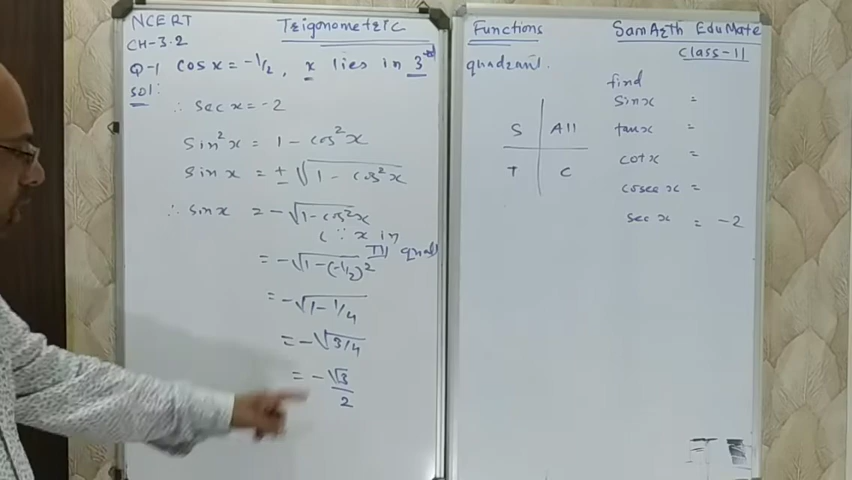 NCERT
CH-3.2
Trigonometric Functions
SamArth EduMate
Class-11
Q-1 Cos x = -1/2, x lies in 3rd quadrant.
Sol:
∴ sec x = -2
Sin²x = 1 - cos²x
Sin x = ± √(1 - cos²x)
∴ sin x = -√(1 - cos²x)
(∵ x in III quad
= -√(1-(-1/2)²)
= -√(1 - 1/4)
= -√(3/4)
= -√3/2
S All
T C
find
Sin x =
tan x =
cot x =
cosec x =
sec x = -2